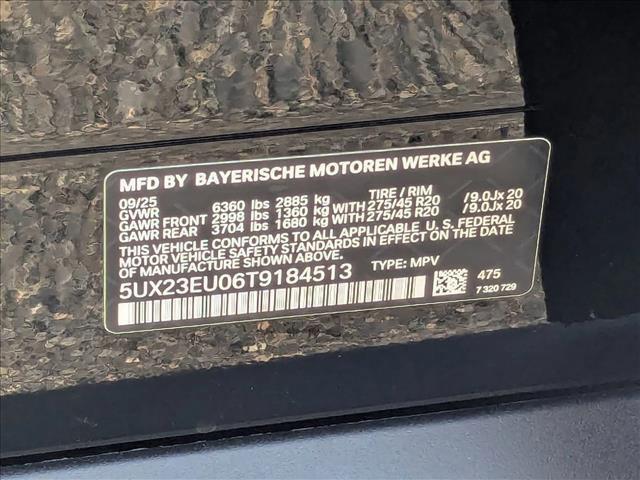 MFD BY BAYERISCHE MOTOREN WERKE AG
09/25 TIRE / RIM
GVWR 6360 lbs 2885 kg
GAWR FRONT 2998 lbs 1360 kg WITH 275/45 R20 / 9.0Jx 20
GAWR REAR 3704 lbs 1680 kg WITH 275/45 R20 / 9.0Jx 20
THIS VEHICLE CONFORMS TO ALL APPLICABLE U. S. FEDERAL
MOTOR VEHICLE SAFETY STANDARDS IN EFFECT ON THE DATE
OF MANUFACTURE SHOWN ABOVE.
5UX23EU06T9184513 TYPE: MPV
475
7 320 729